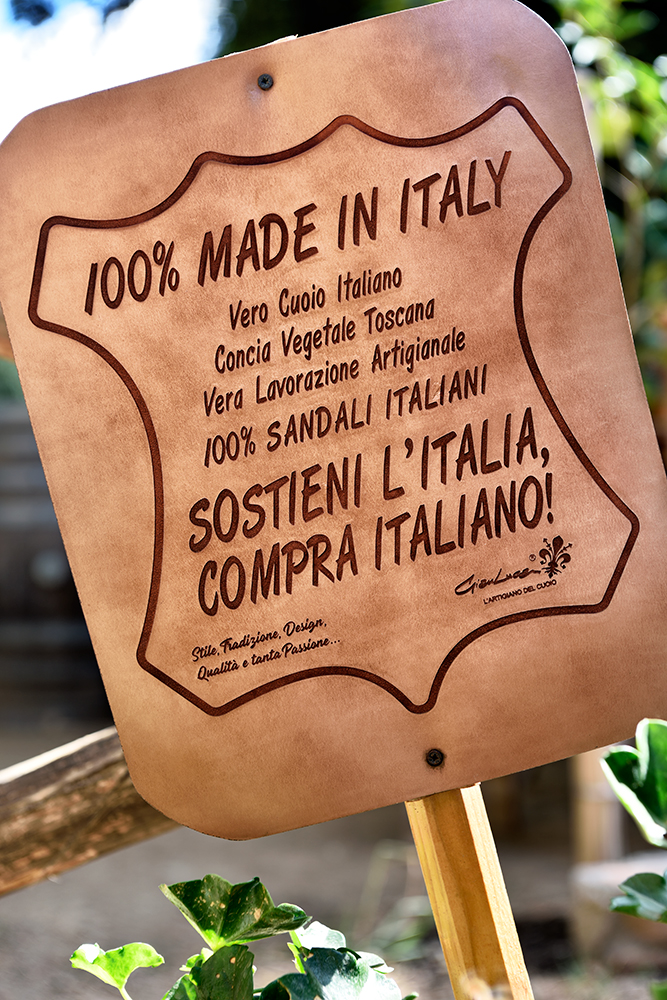 100% MADE IN ITALY
Vero Cuoio Italiano
Concia Vegetale Toscana
Vera Lavorazione Artigianale
100% SANDALI ITALIANI
SOSTIENI L'ITALIA,
COMPRA ITALIANO!
GianLuca ®
L'ARTIGIANO DEL CUOIO
Stile, Tradizione, Design,
Qualità e tanta Passione...